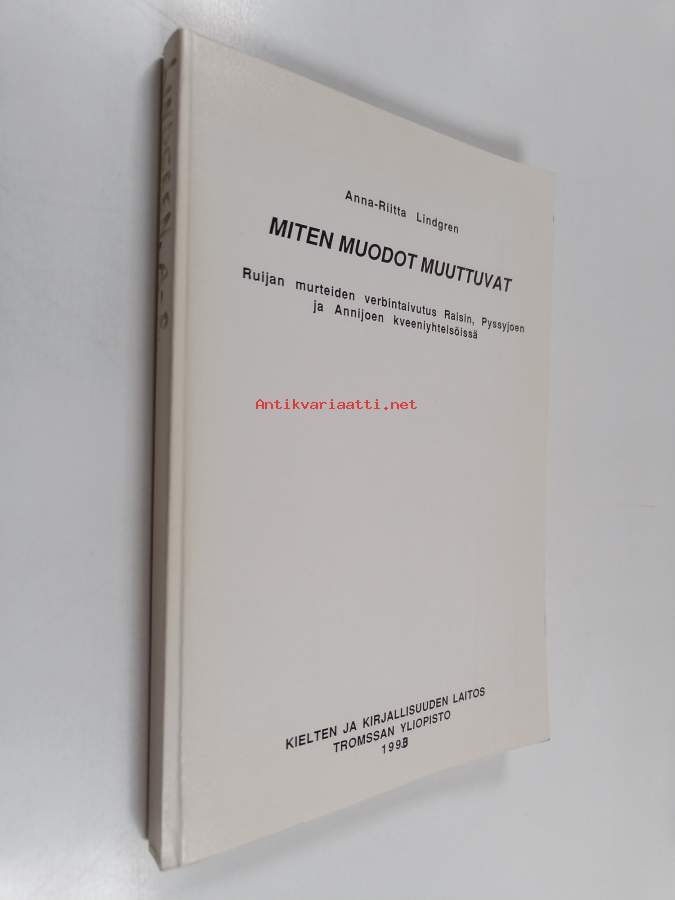 Anna-Riitta Lindgren
MITEN MUODOT MUUTTUVAT
Ruijan murteiden verbintaivutus Raisin, Pyssyjoen
ja Annijoen kveeniyhteisöissä
Antikvariaatti.net
KIELTEN JA KIRJALLISUUDEN LAITOS
TROMSSAN YLIOPISTO
1993